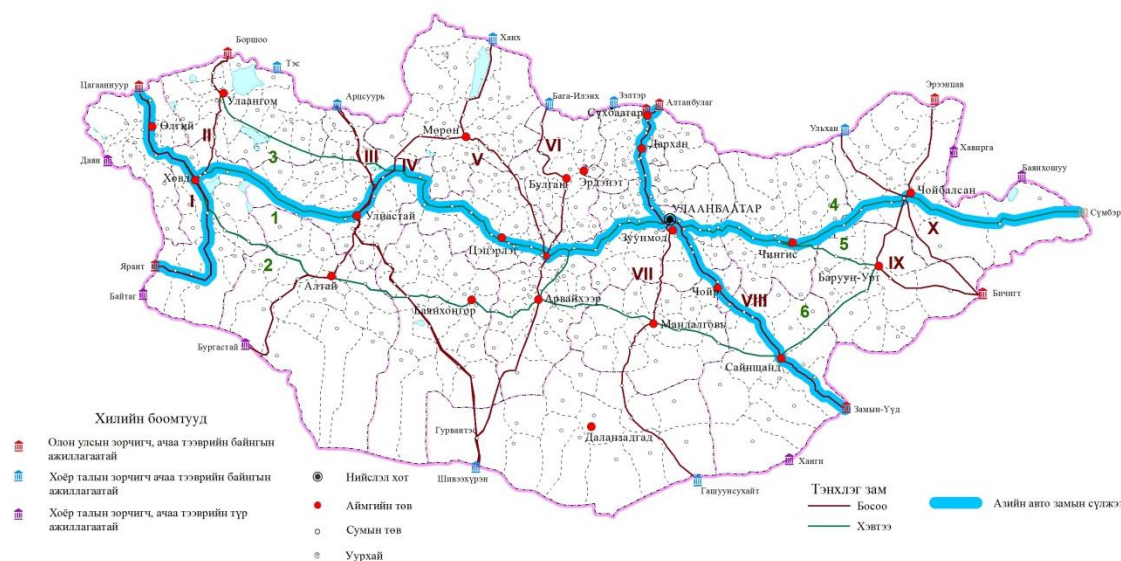 Ханх
Боршоо
Тэс
Цагааннуур
Улаангом
Арцсуурь
Бага-Илэнх
Зэлтэр
Алтанбулаг
Сүхбаатар
Эрээнцав
Өлгий
II
Мөрөн
Дархан
Ульхан
Хавирга
3
III
IV
V
VI
Даян
Ховд
Булган
Эрдэнэт
Баянхошуу
I
Чойбалсан
1
Улиастай
УЛААНБААТАР
4
X
Сүмбэр
Зуунмод
Цэцэрлэг
Чингис
5
Ярант
2
Алтай
VII
Баруун-Урт
IX
Байтаг
Чойр
VIII
Бичигт
Баянхонгор
Арвайхээр
6
Мандалговь
Бургастай
Сайншанд
Замын-Үүд
Гурвантэс
Даланзадгад
Ханги
Шивээхүрэн
Гашуунсухайт
Хилийн боомтууд
Олон улсын зорчигч, ачаа тээврийн байнгын
ажиллагаатай
Хоёр талын зорчигч ачаа тээврийн байнгын
ажиллагаатай
Хоёр талын зорчигч, ачаа тээврийн түр
ажиллагаатай
Нийслэл хот
Аймгийн төв
Сумын төв
Уурхай
Тэнхлэг зам
Босоо
Хэвтээ
Азийн авто замын сүлжээ